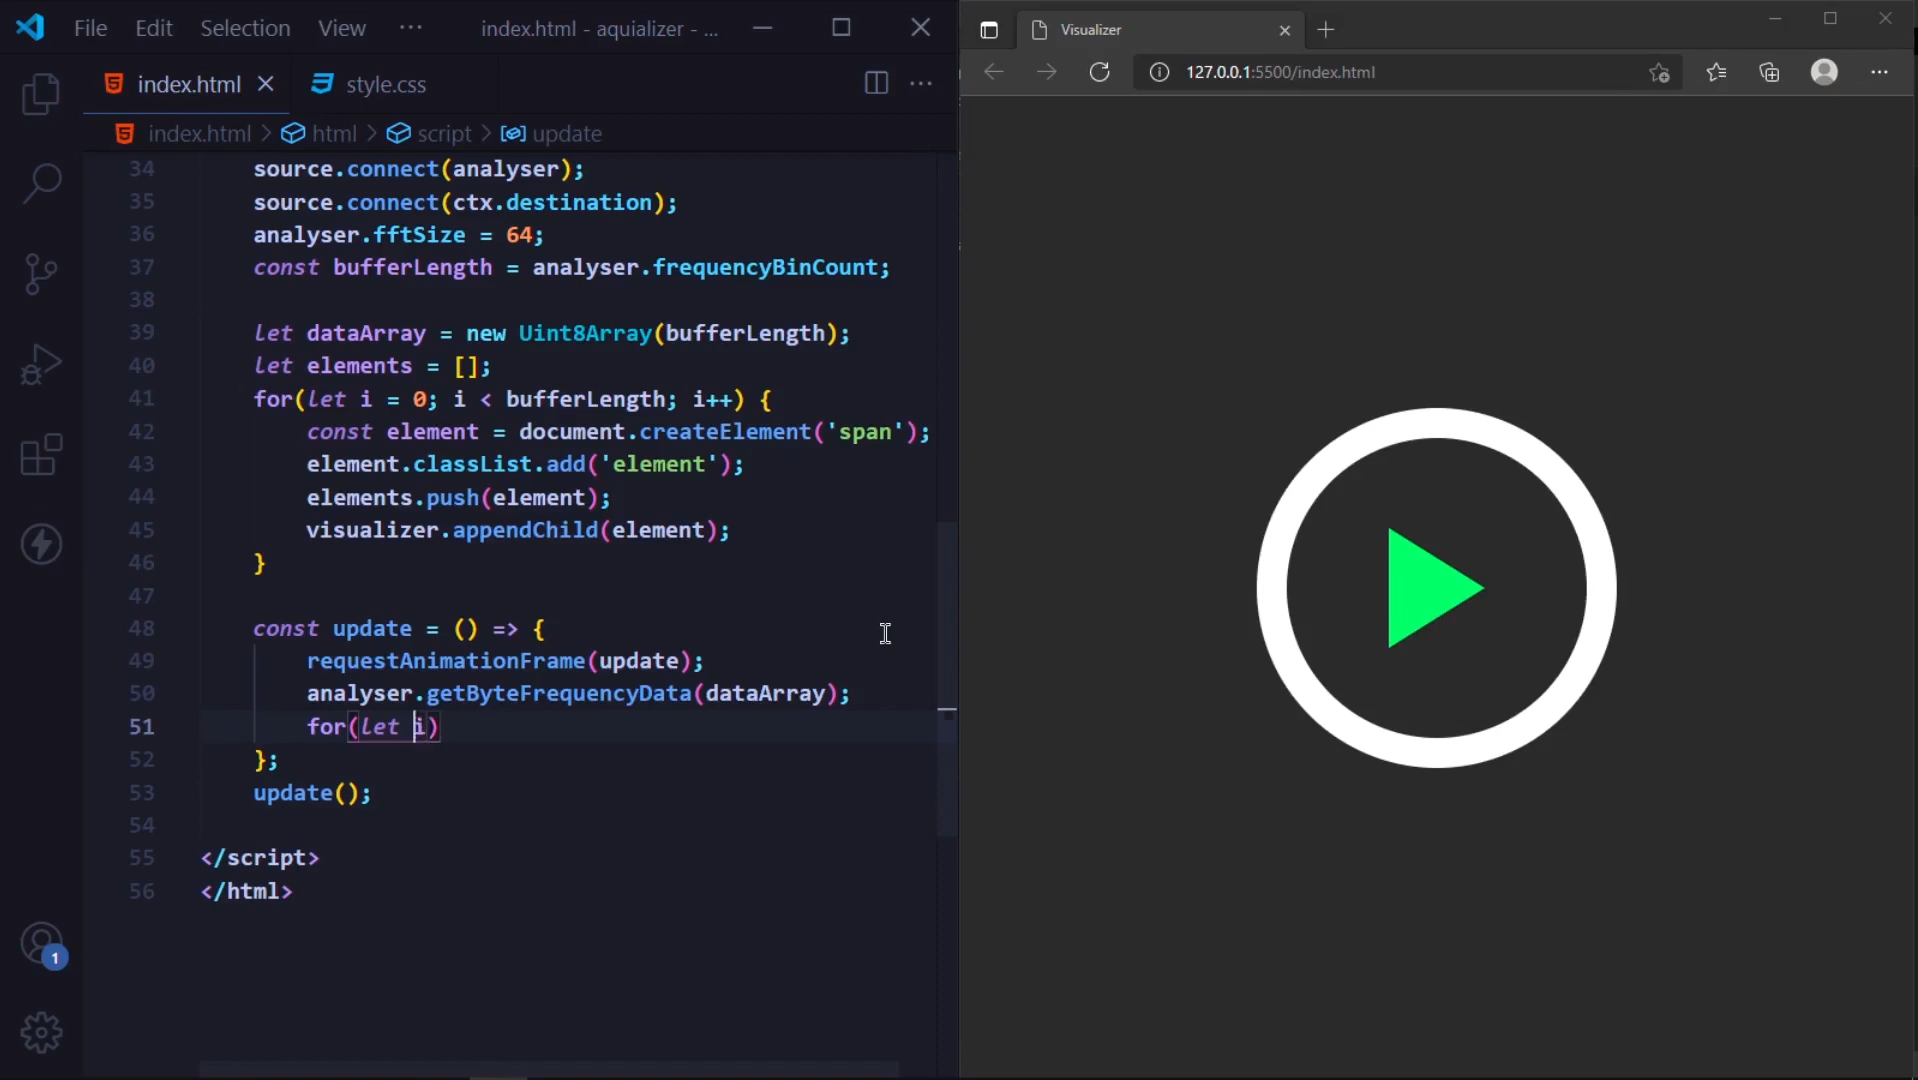 File Edit Selection View ··· index.html - aquializer - ...
index.html style.css ···
index.html > html > script > update
34 source.connect(analyser);
35 source.connect(ctx.destination);
36 analyser.fftSize = 64;
37 const bufferLength = analyser.frequencyBinCount;
38
39 let dataArray = new Uint8Array(bufferLength);
40 let elements = [];
41 for(let i = 0; i < bufferLength; i++) {
42 const element = document.createElement('span');
43 element.classList.add('element');
44 elements.push(element);
45 visualizer.appendChild(element);
46 }
47
48 const update = () => {
49 requestAnimationFrame(update);
50 analyser.getByteFrequencyData(dataArray);
51 for(let i)
52 };
53 update();
54
55 </script>
56 </html>
1
Visualizer
127.0.0.1:5500/index.html